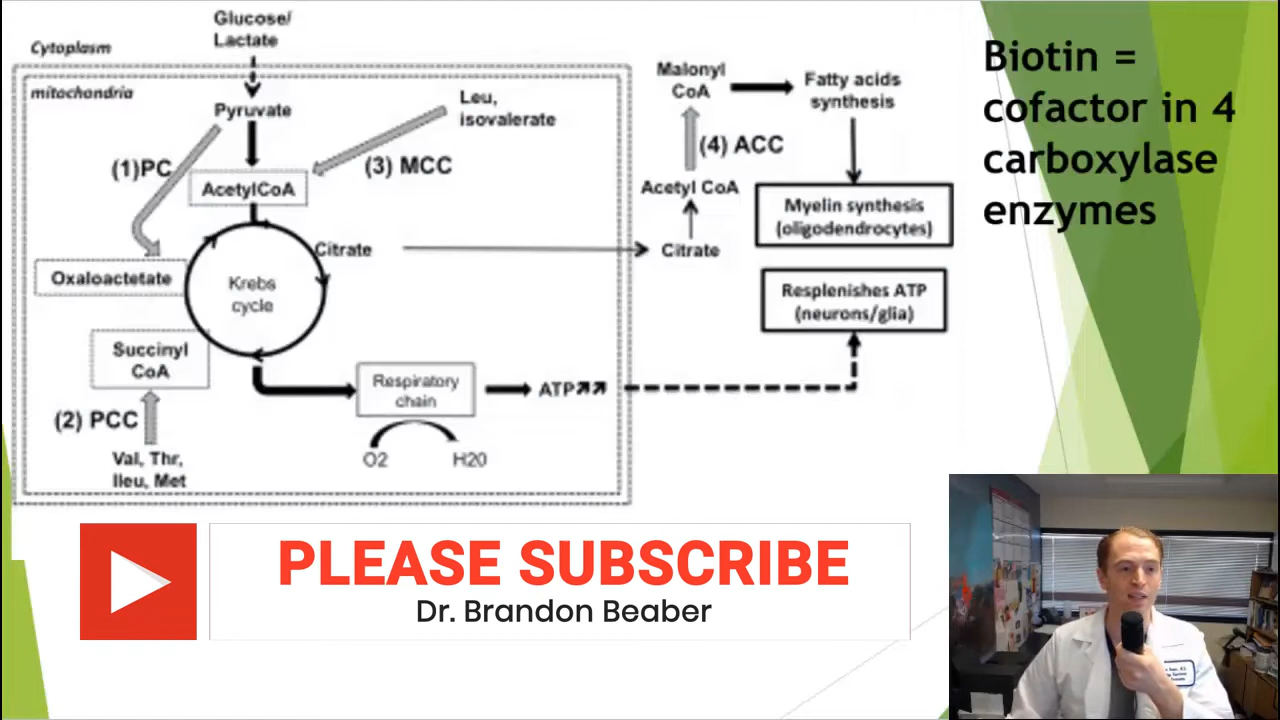 Glucose/
Lactate
Cytoplasm
mitochondria
Pyruvate
Leu,
isovalerate
(1)PC
(3) MCC
AcetylCoA
Citrate
Oxaloactetate
Krebs
cycle
Succinyl
CoA
(2) PCC
Val, Thr,
Ileu, Met
Respiratory
chain
ATP
O2
H20
Malonyl
CoA
Fatty acids
synthesis
(4) ACC
Acetyl CoA
Citrate
Myelin synthesis
(oligodendrocytes)
Resplenishes ATP
(neurons/glia)
Biotin =
cofactor in 4
carboxylase
enzymes
PLEASE SUBSCRIBE
Dr. Brandon Beaber